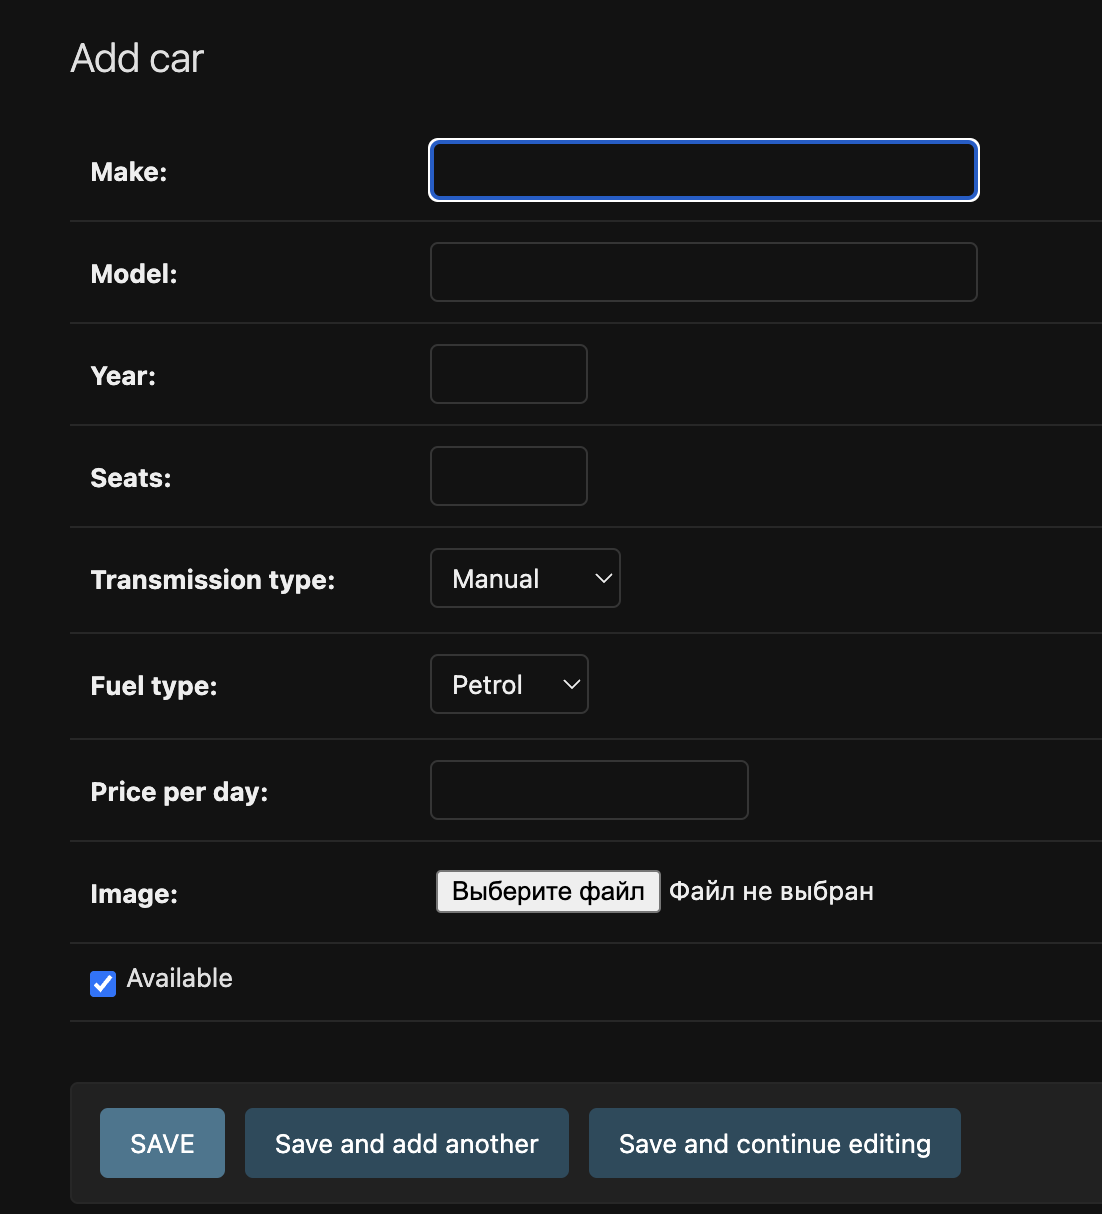 Add car
Make:
Model:
Year:
Seats:
Transmission type: Manual
Fuel type: Petrol
Price per day:
Image: Выберите файл Файл не выбран
Available
SAVE Save and add another Save and continue editing